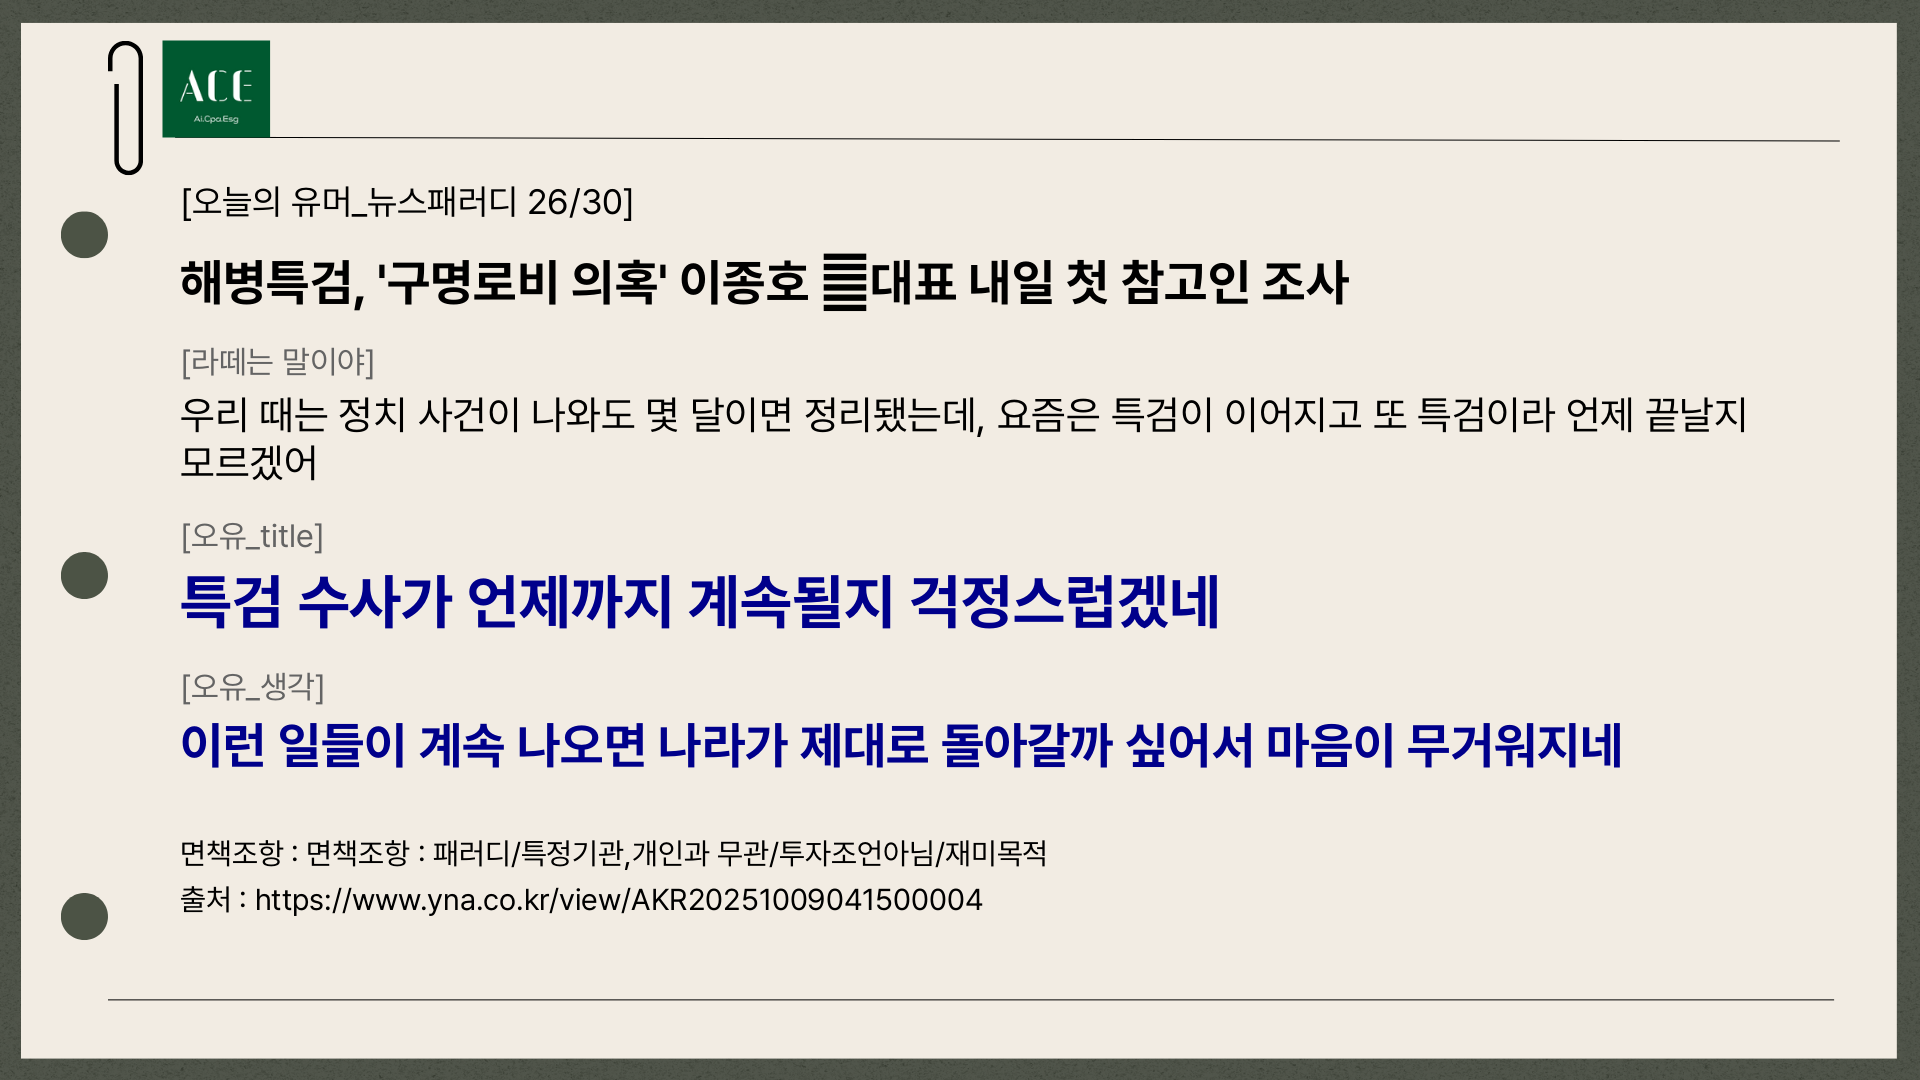 ACE
Ai.Cpa.Esg
[오늘의 유머_뉴스패러디 26/30]
해병특검, '구명로비 의혹' 이종호 대표 내일 첫 참고인 조사
[라떼는 말이야]
우리 때는 정치 사건이 나와도 몇 달이면 정리됐는데, 요즘은 특검이 이어지고 또 특검이라 언제 끝날지
모르겠어
[오유_title]
특검 수사가 언제까지 계속될지 걱정스럽겠네
[오유_생각]
이런 일들이 계속 나오면 나라가 제대로 돌아갈까 싶어서 마음이 무거워지네
면책조항 : 면책조항 : 패러디/특정기관,개인과 무관/투자조언아님/재미목적
출처 : https://www.yna.co.kr/view/AKR20251009041500004